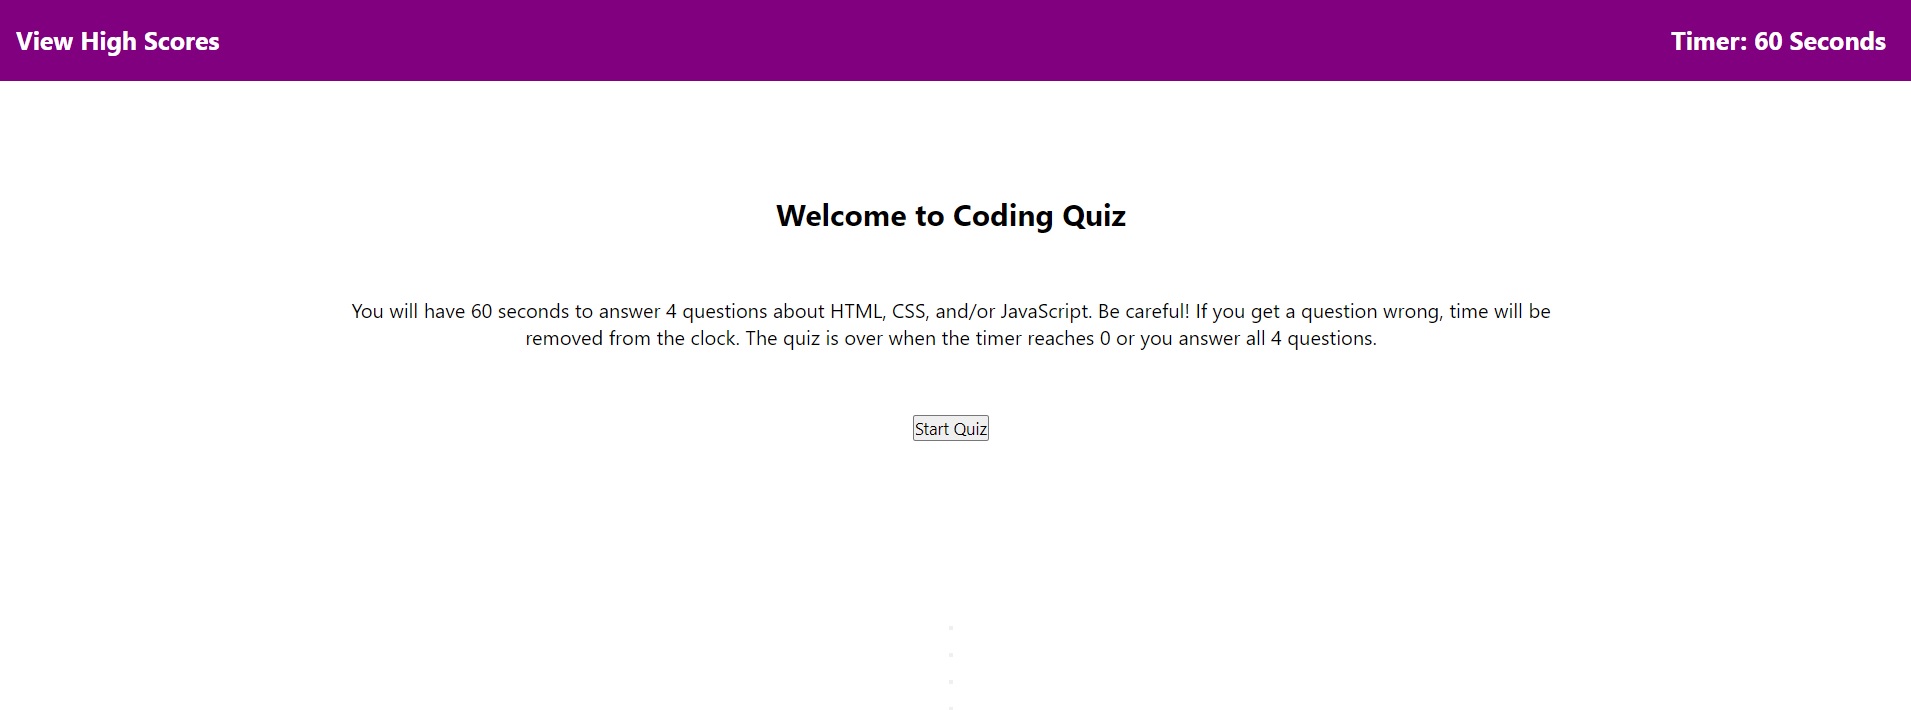 View High Scores
Timer: 60 Seconds
Welcome to Coding Quiz
You will have 60 seconds to answer 4 questions about HTML, CSS, and/or JavaScript. Be careful! If you get a question wrong, time will be
removed from the clock. The quiz is over when the timer reaches 0 or you answer all 4 questions.
Start Quiz